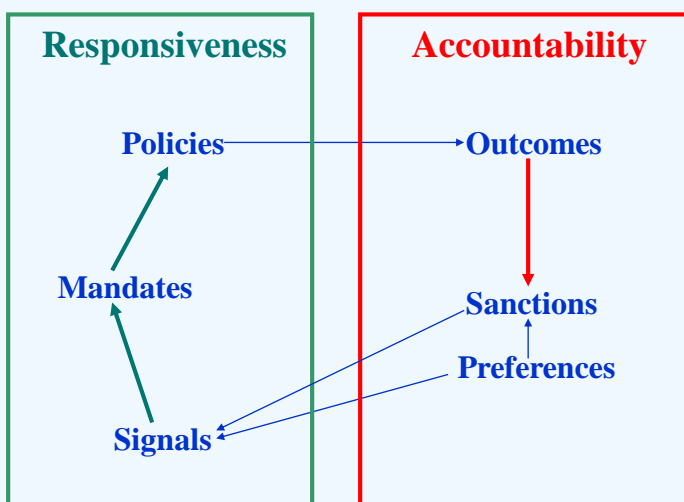 Responsiveness
Accountability
Policies
Outcomes
Mandates
Sanctions
Preferences
Signals